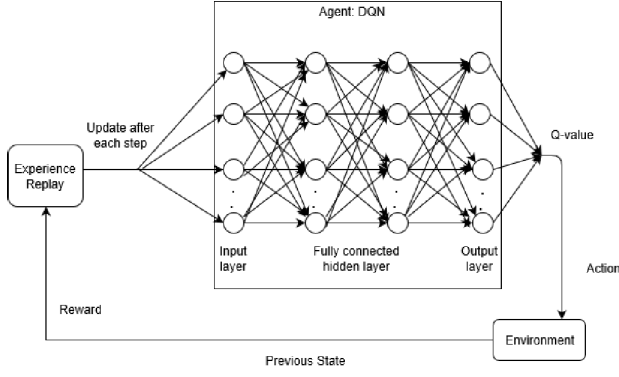 Agent: DQN
Update after
each step
Experience
Replay
Q-value
Input
layer
Fully connected
hidden layer
Output
layer
Action
Reward
Environment
Previous State